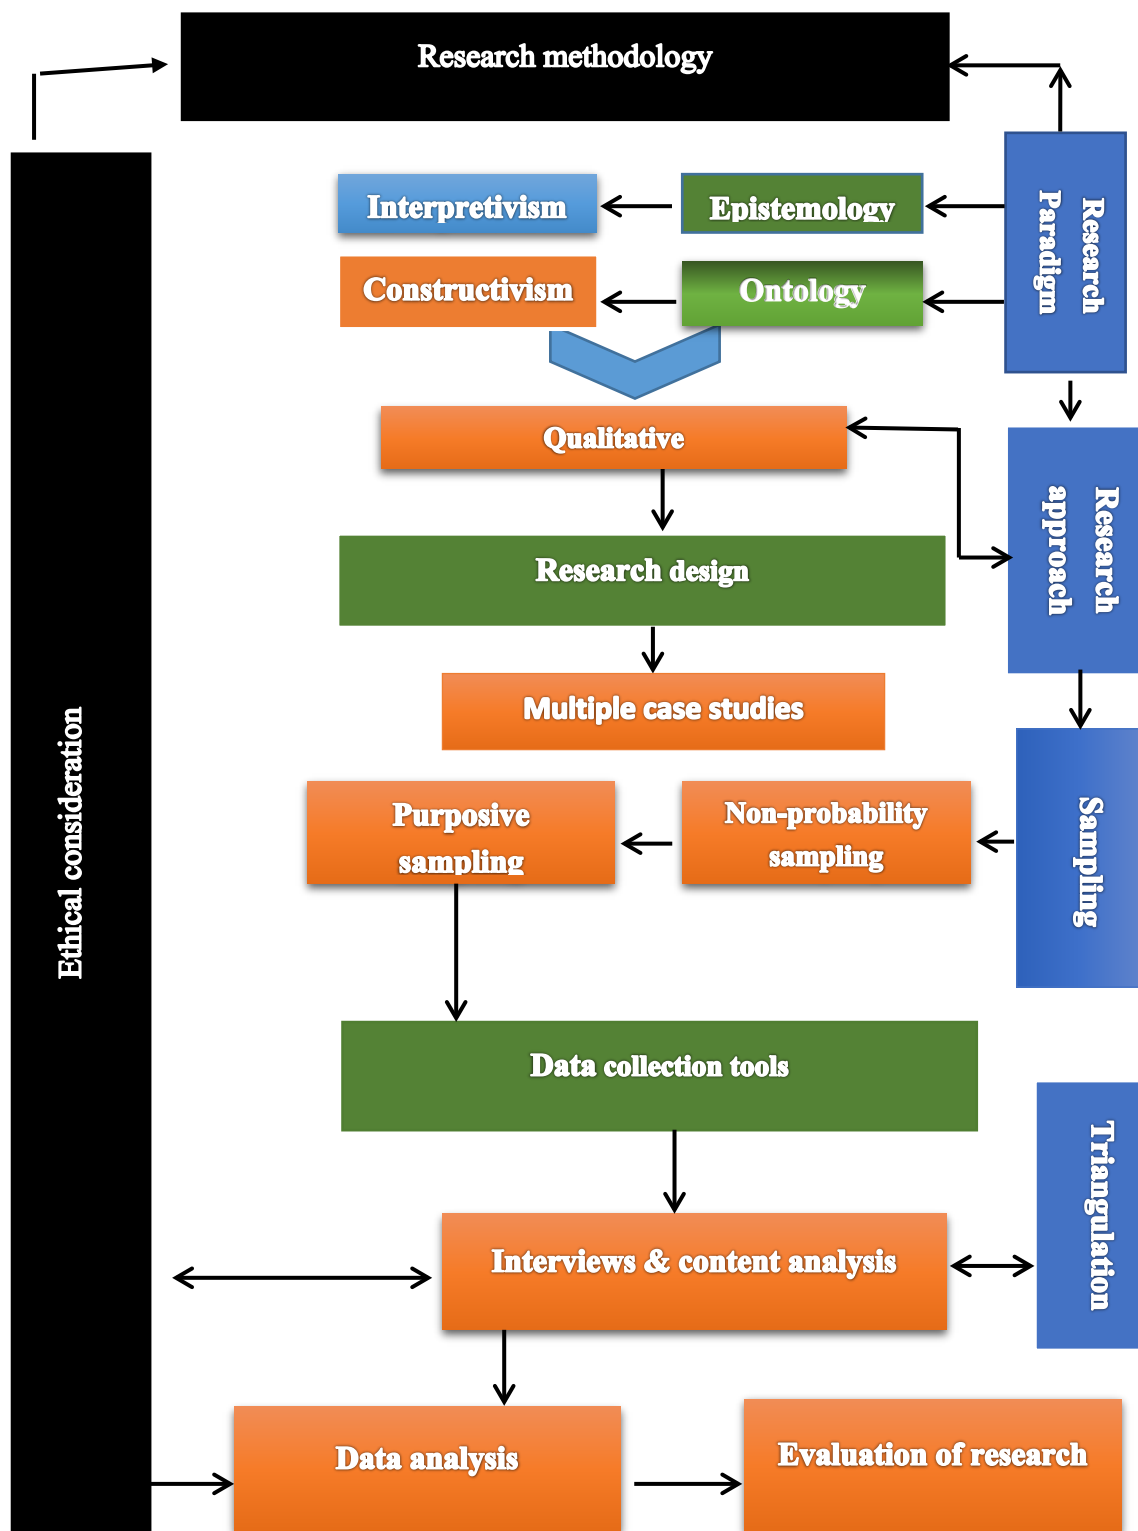 Research methodology
Interpretivism
Epistemology
Research
Paradigm
Constructivism
Ontology
Qualitative
Research
approach
Research design
Multiple case studies
Ethical consideration
Purposive
sampling
Non-probability
sampling
Sampling
Data collection tools
Triangulation
Interviews & content analysis
Data analysis
Evaluation of research